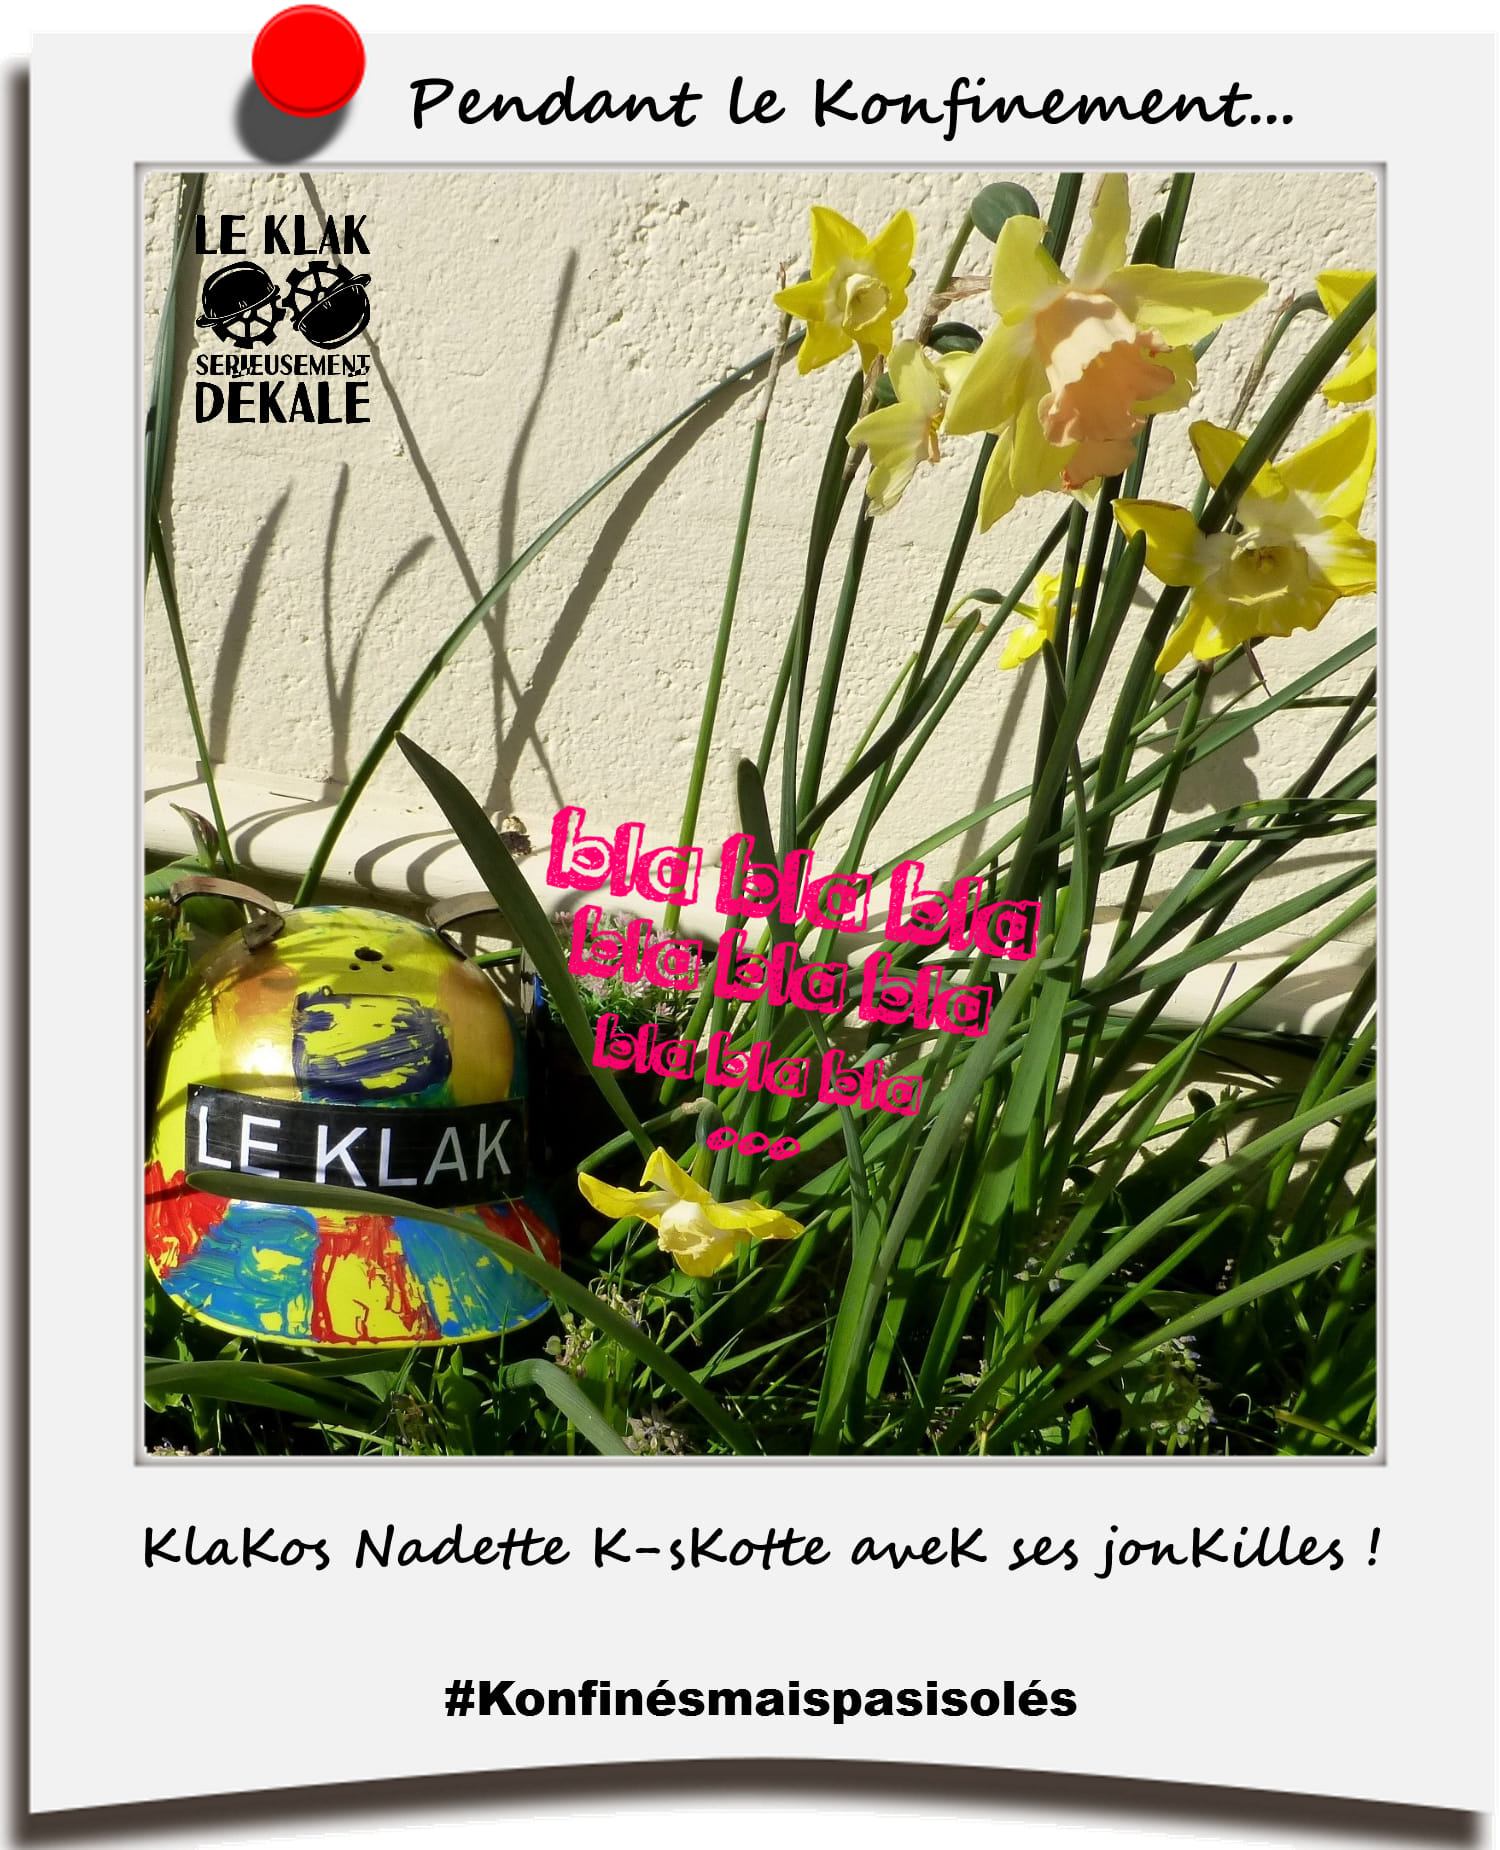 Pendant le Konfinement...
LE KLAK
SERIEUSEMENT
DEKALE
bla bla bla
bla bla bla
bla bla bla
...
LE KLAK
KlaKos Nadette K-sKotte aveK ses jonKilles !
#Konfinésmaispasisolés